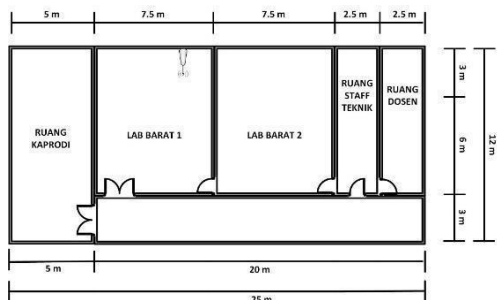 5 m 7.5 m 7.5 m 2.5 m 2.5 m
3 m
RUANG
KAPRODI
LAB BARAT 1
LAB BARAT 2
RUANG
STAFF
TEKNIK
RUANG
DOSEN
6 m
12 m
3 m
5 m 20 m
25 m